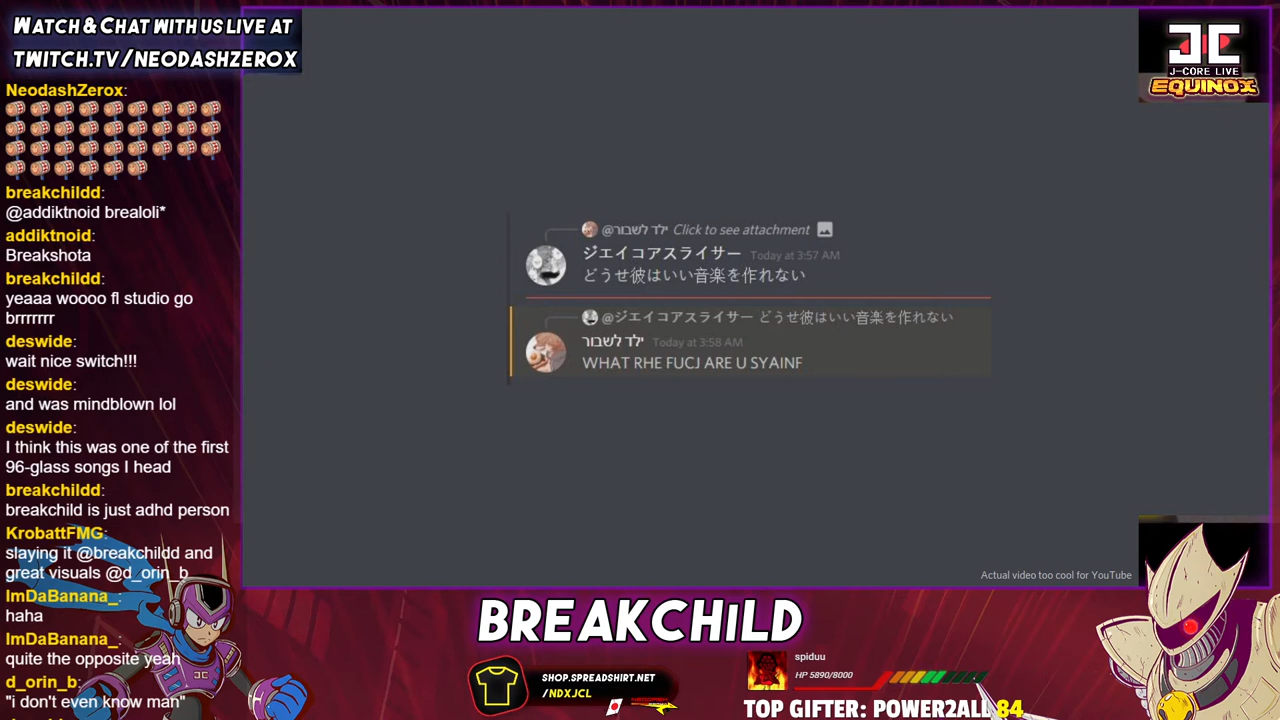 WATCH & CHAT WITH US LIVE AT
TWITCH.TV/NEODASHZEROX
NeodashZerox:
breakchildd:
@addiktnoid brealoli*
addiktnoid:
Breakshota
breakchildd:
yeaaa woooo fl studio go
brrrrrrr
deswide:
wait nice switch!!!
deswide:
and was mindblown lol
deswide:
I think this was one of the first
96-glass songs I head
breakchildd:
breakchild is just adhd person
KrobattFMG:
slaying it @breakchildd and
great visuals @d_orin_b
ImDaBanana_:
haha
ImDaBanana_:
quite the opposite yeah
d_orin_b:
"i don't even know man"
@ילד לשבור Click to see attachment
ジェイコアスライサー Today at 3:57 AM
どうせ彼はいい音楽を作れない
@ジェイコアスライサー どうせ彼はいい音楽を作れない
ילד לשבור Today at 3:58 AM
WHAT RHE FUCJ ARE U SYAINF
Actual video too cool for YouTube
JC
J-CORE LIVE
EQUINOX
BREAKCHILD
SHOP.SPREADSHIRT.NET
/NDXJCL
spiduu
HP 5890/8000
TOP GIFTER: POWER2ALL 84
JC